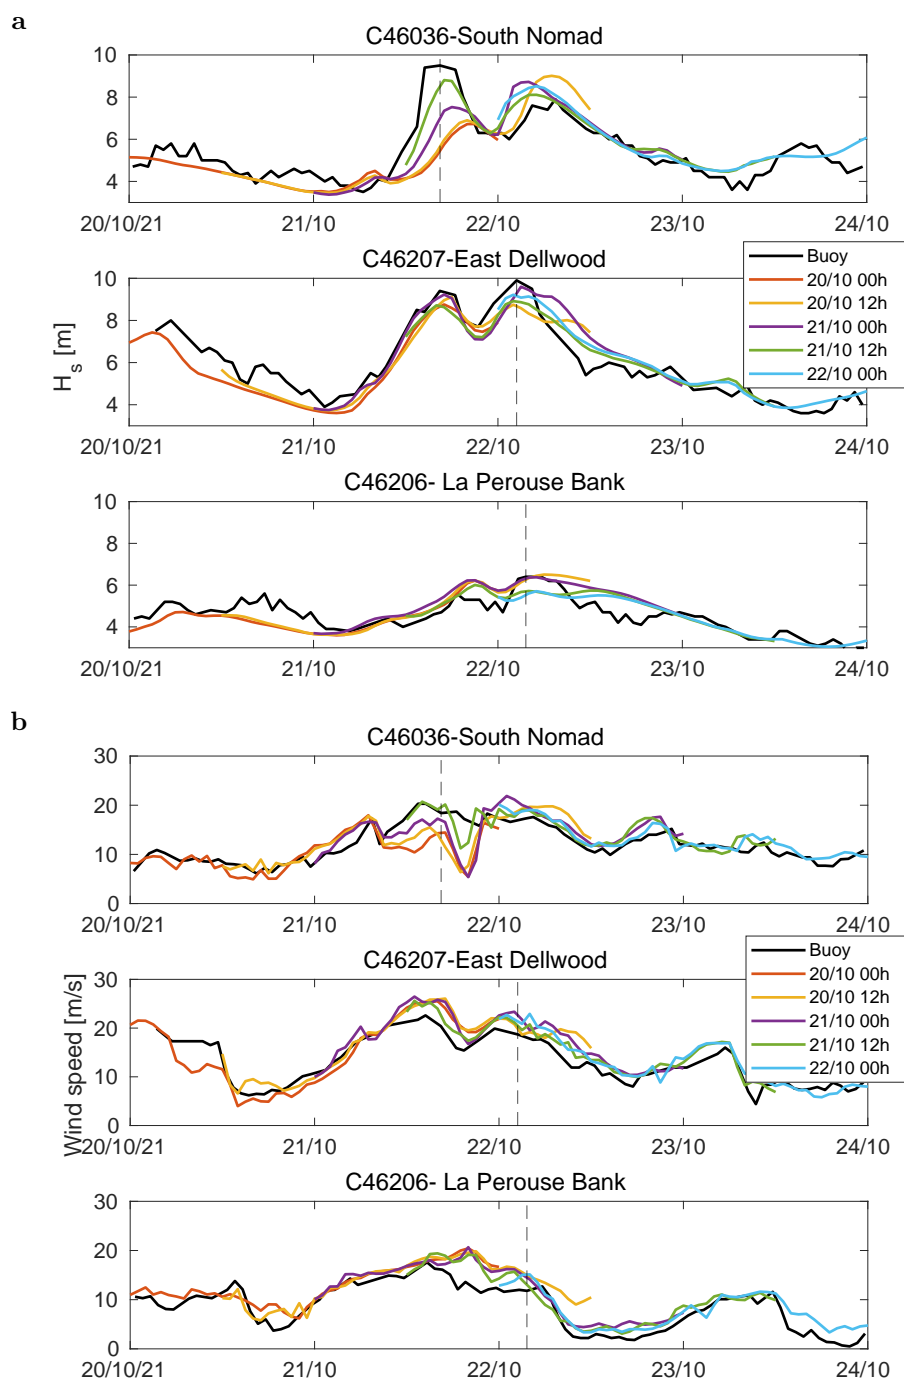 a
C46036-South Nomad
10
8
6
4
20/10/21 21/10 22/10 23/10 24/10
C46207-East Dellwood
10
8
6
4
H_s [m]
20/10/21 21/10 22/10 23/10 24/10
Buoy
20/10 00h
20/10 12h
21/10 00h
21/10 12h
22/10 00h
C46206- La Perouse Bank
10
8
6
4
20/10/21 21/10 22/10 23/10 24/10
b
C46036-South Nomad
30
20
10
0
20/10/21 21/10 22/10 23/10 24/10
C46207-East Dellwood
30
20
10
0
Wind speed [m/s]
20/10/21 21/10 22/10 23/10 24/10
Buoy
20/10 00h
20/10 12h
21/10 00h
21/10 12h
22/10 00h
C46206- La Perouse Bank
30
20
10
0
20/10/21 21/10 22/10 23/10 24/10